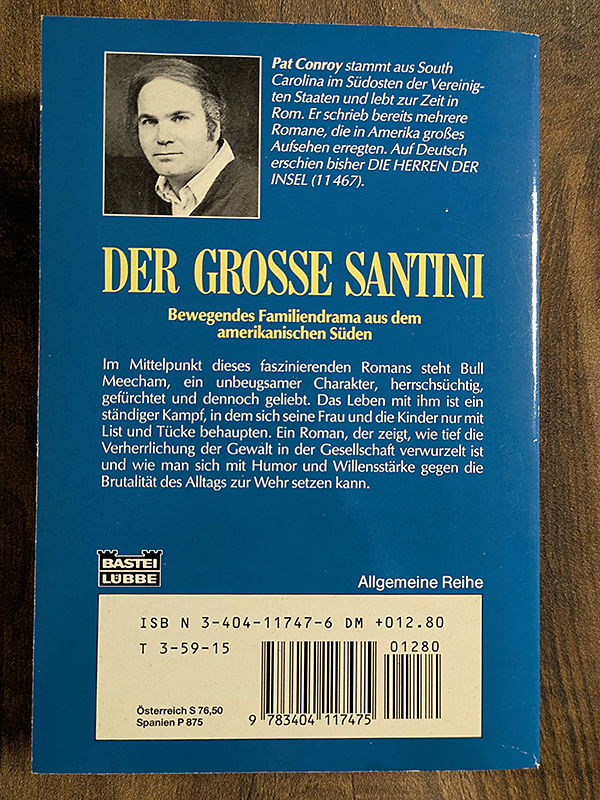 Pat Conroy stammt aus South
Carolina im Südosten der Vereinig-
ten Staaten und lebt zur Zeit in
Rom. Er schrieb bereits mehrere
Romane, die in Amerika großes
Aufsehen erregten. Auf Deutsch
erschien bisher DIE HERREN DER
INSEL (11 467).
DER GROSSE SANTINI
Bewegendes Familiendrama aus dem
amerikanischen Süden
Im Mittelpunkt dieses faszinierenden Romans steht Bull
Meecham, ein unbeugsamer Charakter, herrschsüchtig,
gefürchtet und dennoch geliebt. Das Leben mit ihm ist ein
ständiger Kampf, in dem sich seine Frau und die Kinder nur mit
List und Tücke behaupten. Ein Roman, der zeigt, wie tief die
Verherrlichung der Gewalt in der Gesellschaft verwurzelt ist
und wie man sich mit Humor und Willensstärke gegen die
Brutalität des Alltags zur Wehr setzen kann.
BASTEI
LÜBBE
Allgemeine Reihe
ISB N 3-404-11747-6 DM +012.80
T 3-59-15
01280
Österreich S 76,50
Spanien P 875
9 783404 117475